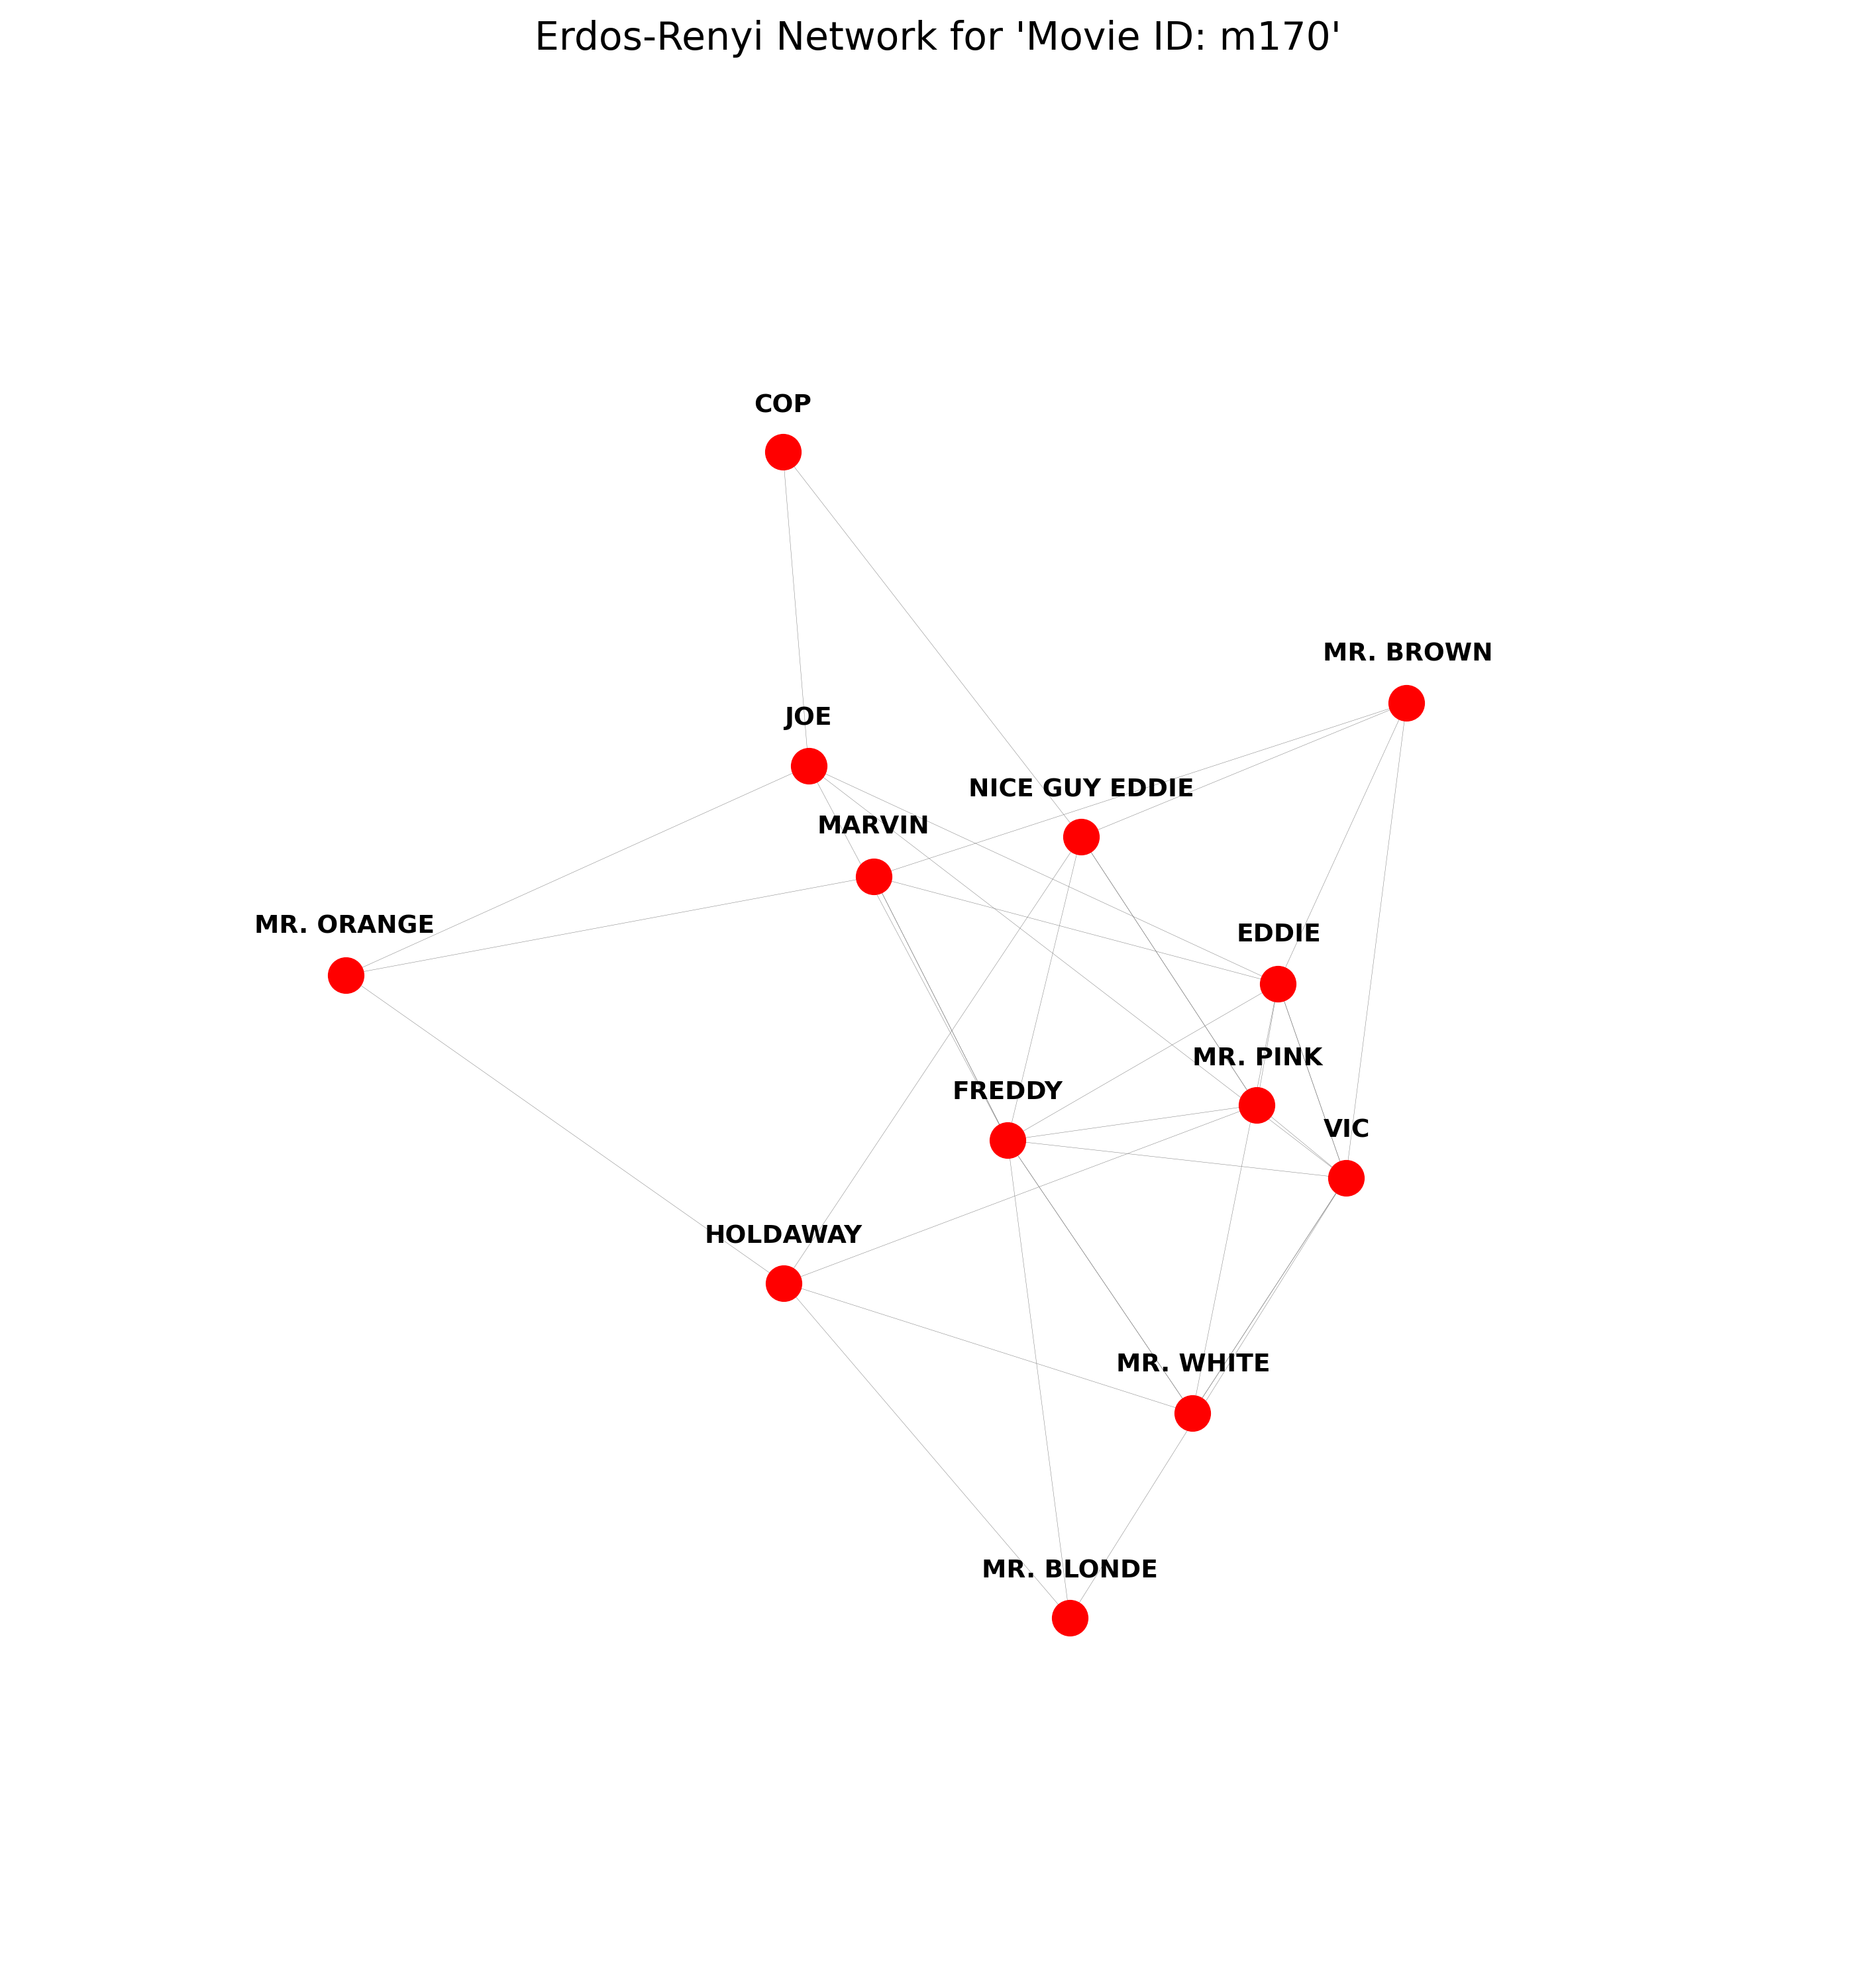 Erdos-Renyi Network for 'Movie ID: m170'
COP
MR. BROWN
JOE
NICE GUY EDDIE
MARVIN
MR. ORANGE
EDDIE
MR. PINK
FREDDY
VIC
HOLDAWAY
MR. WHITE
MR. BLONDE